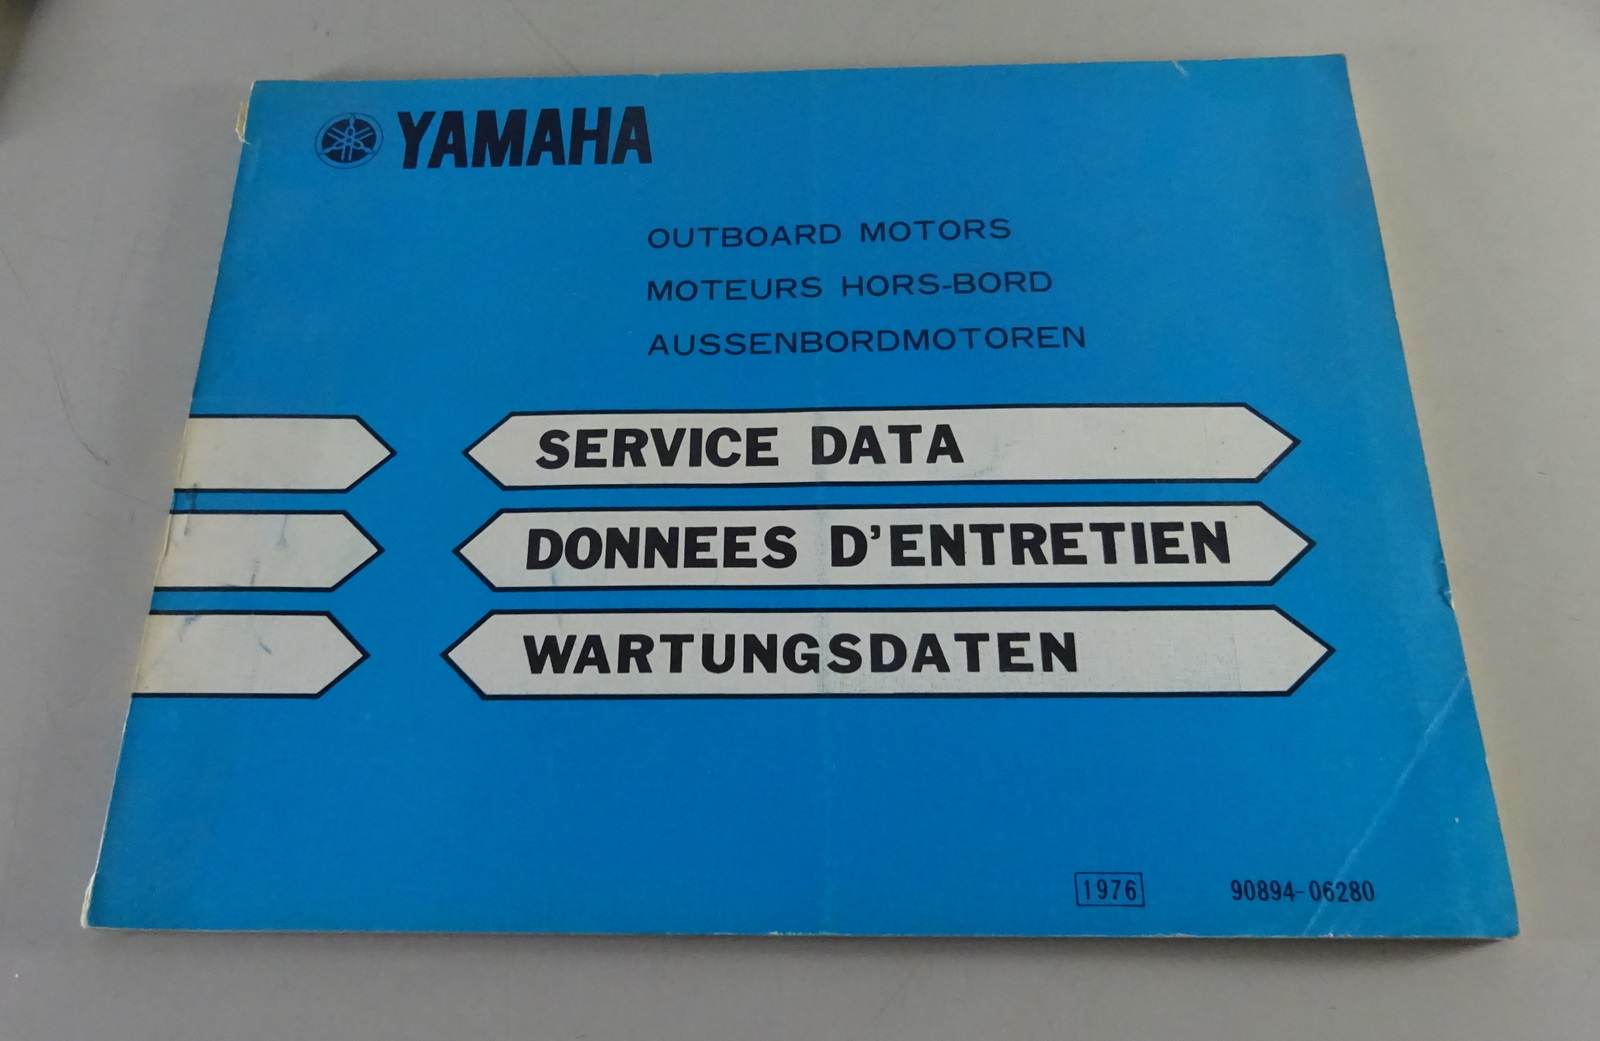 YAMAHA
OUTBOARD MOTORS
MOTEURS HORS-BORD
AUSSENBORDMOTOREN
SERVICE DATA
DONNEES D'ENTRETIEN
WARTUNGSDATEN
1976 90894-06280